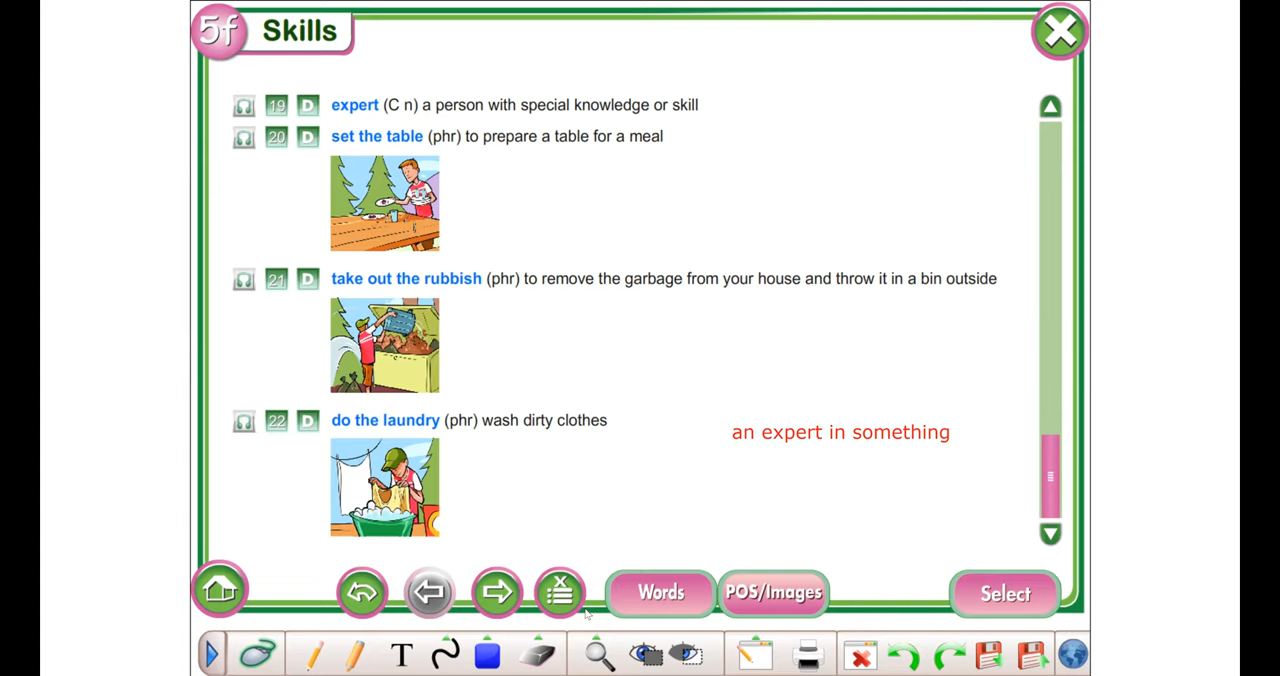 5f Skills
19 D expert (C n) a person with special knowledge or skill
20 D set the table (phr) to prepare a table for a meal
21 D take out the rubbish (phr) to remove the garbage from your house and throw it in a bin outside
22 D do the laundry (phr) wash dirty clothes
an expert in something
X Words POS/Images Select
T